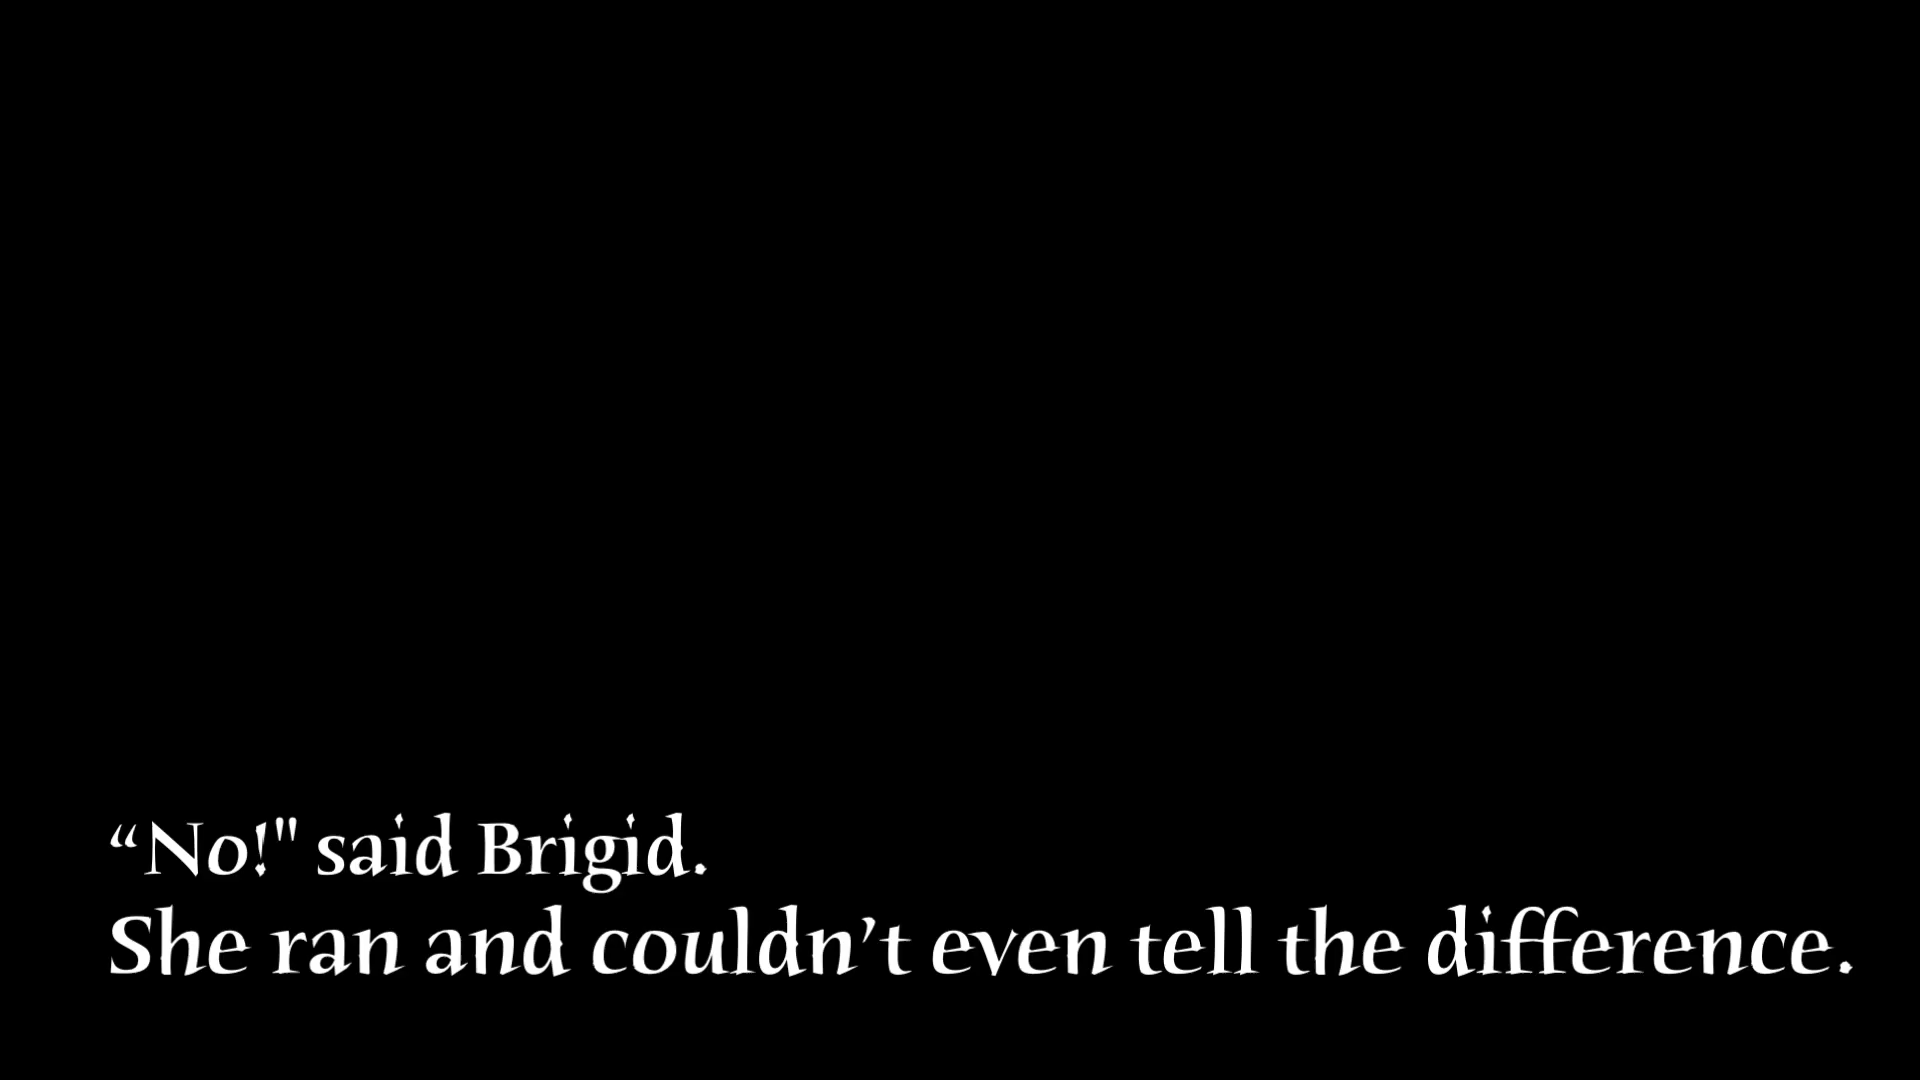 “No!" said Brigid.
She ran and couldn’t even tell the difference.